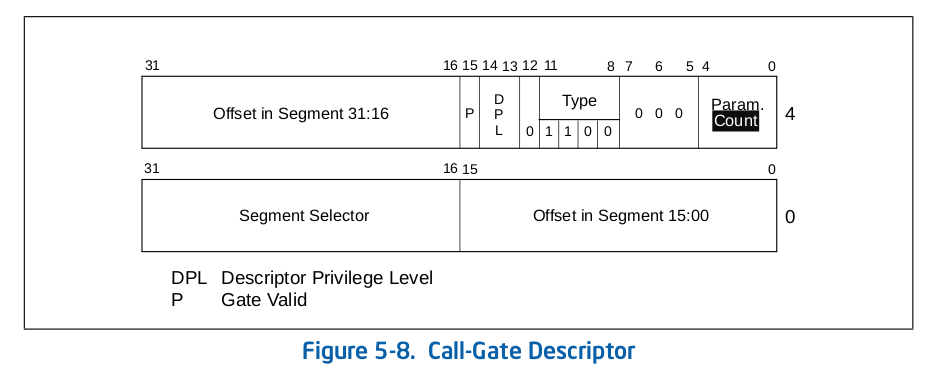 31 16 15 14 13 12 11 8 7 6 5 4 0
Offset in Segment 31:16 P D P L 0 Type 1 1 0 0 0 0 0 Param. Count 4
31 16 15 0
Segment Selector Offset in Segment 15:00 0
DPL Descriptor Privilege Level
P Gate Valid
Figure 5-8. Call-Gate Descriptor